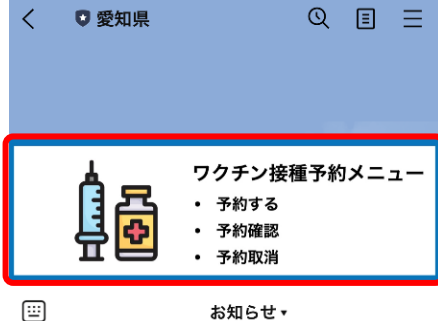 愛知県
ワクチン接種予約メニュー
• 予約する
• 予約確認
• 予約取消
お知らせ▾